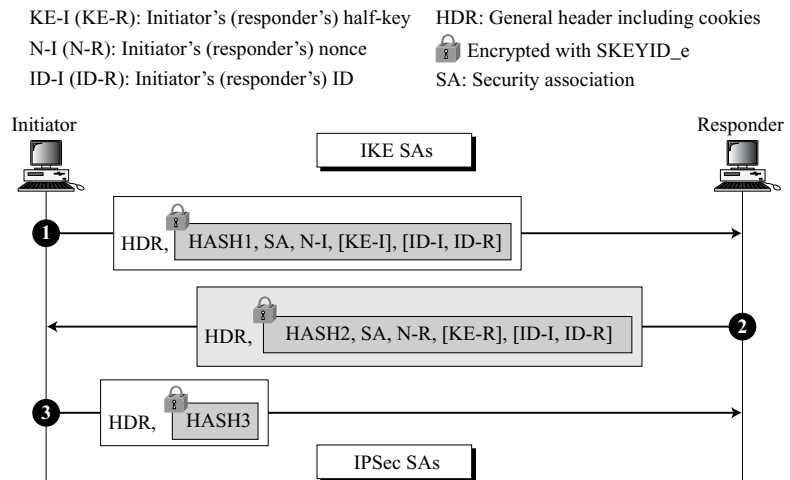 KE-I (KE-R): Initiator's (responder's) half-key
HDR: General header including cookies
N-I (N-R): Initiator's (responder's) nonce
Encrypted with SKEYID_e
ID-I (ID-R): Initiator's (responder's) ID
SA: Security association
Initiator
Responder
IKE SAs
1
HDR, HASH1, SA, N-I, [KE-I], [ID-I, ID-R]
HDR, HASH2, SA, N-R, [KE-R], [ID-I, ID-R]
2
3
HDR, HASH3
IPSec SAs